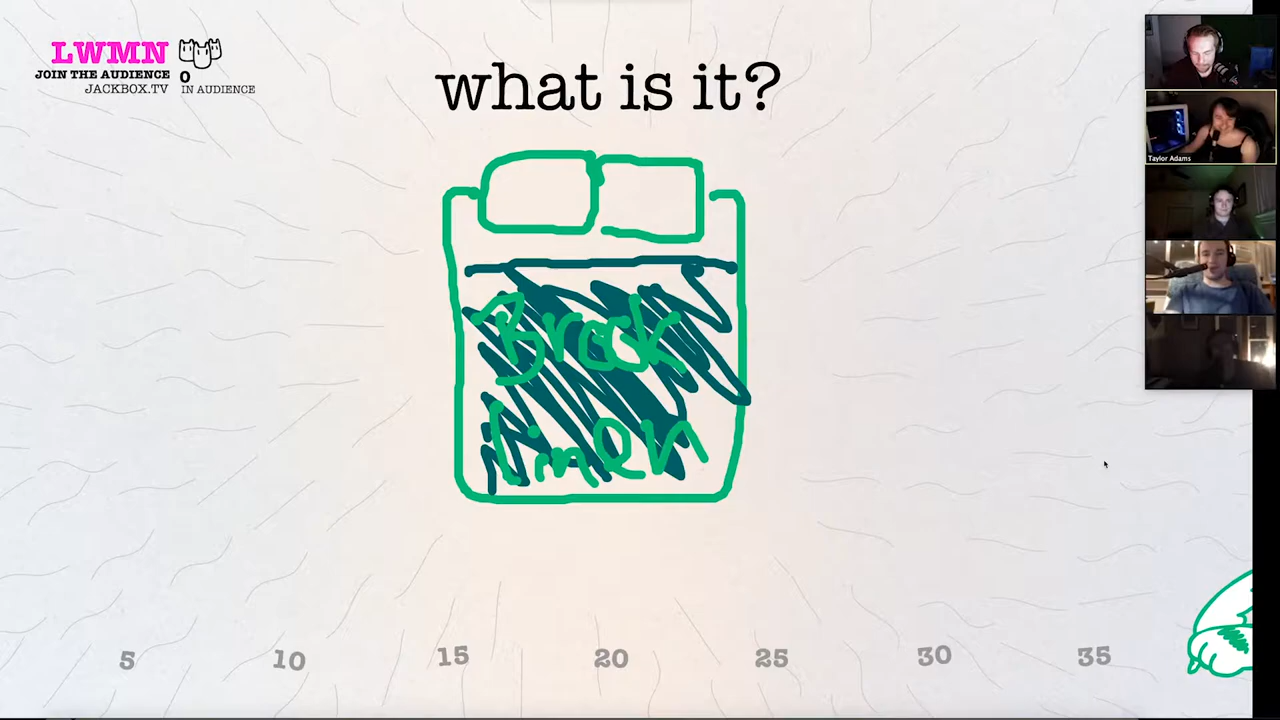 LWMN
JOIN THE AUDIENCE
JACKBOX.TV
0
IN AUDIENCE
what is it?
Brock
linen
Taylor Adams
5 10 15 20 25 30 35